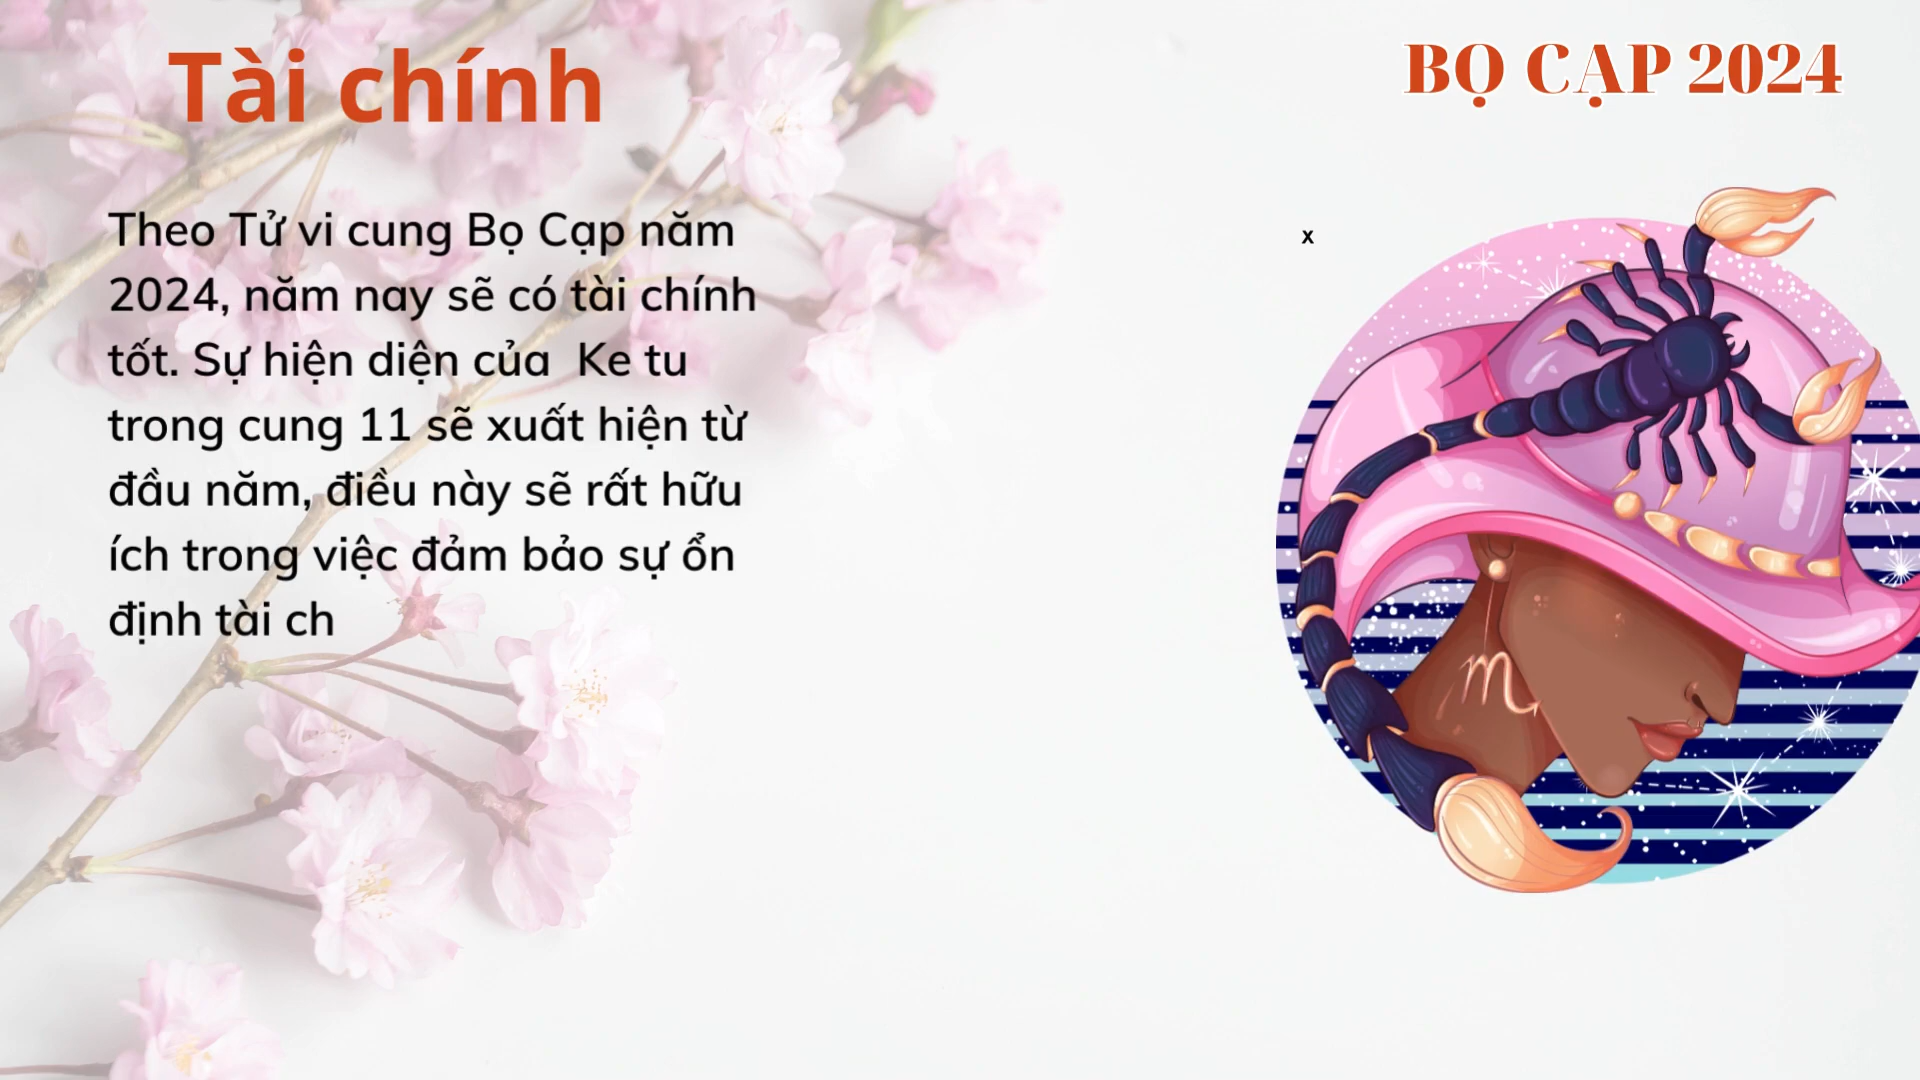 Tài chính
BỌ CẠP 2024
Theo Tử vi cung Bọ Cạp năm
2024, năm nay sẽ có tài chính
tốt. Sự hiện diện của  Ke tu
trong cung 11 sẽ xuất hiện từ
đầu năm, điều này sẽ rất hữu
ích trong việc đảm bảo sự ổn
định tài ch
x